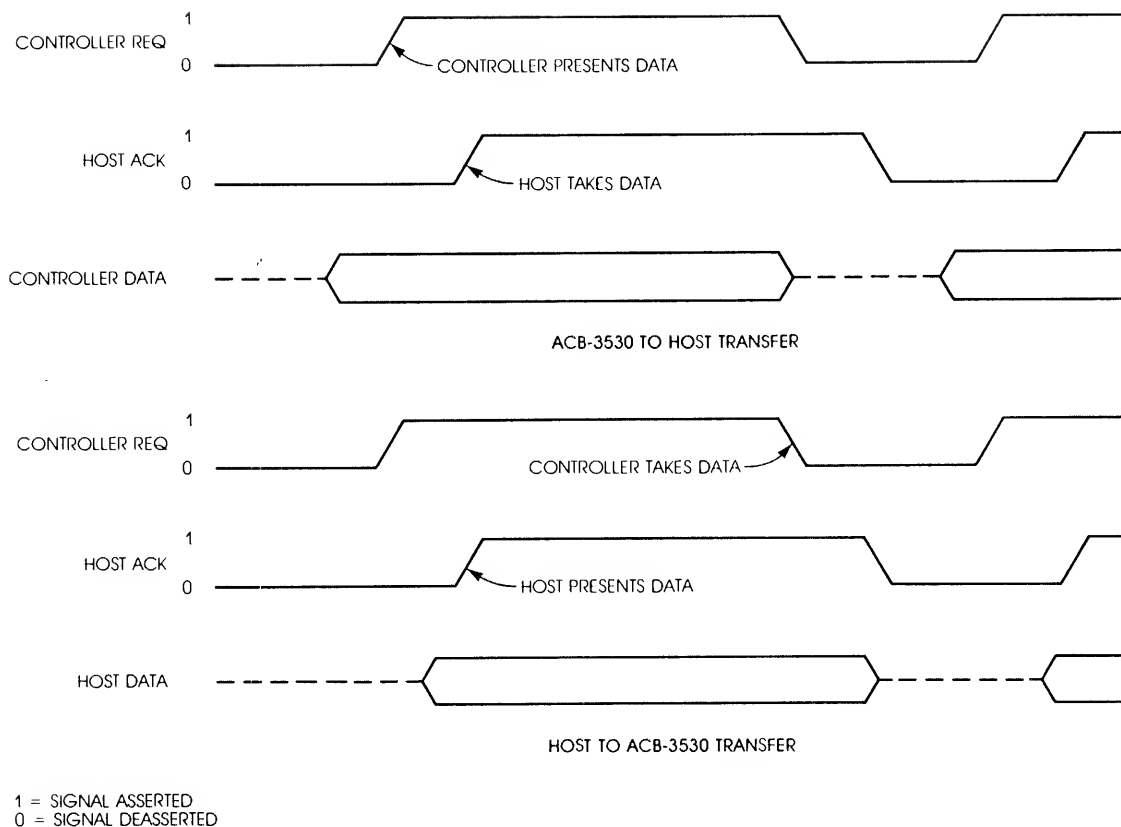 1
CONTROLLER REQ
0
CONTROLLER PRESENTS DATA
1
HOST ACK
0
HOST TAKES DATA
CONTROLLER DATA
ACB-3530 TO HOST TRANSFER
1
CONTROLLER REQ
0
CONTROLLER TAKES DATA
1
HOST ACK
0
HOST PRESENTS DATA
HOST DATA
HOST TO ACB-3530 TRANSFER
1 = SIGNAL ASSERTED
0 = SIGNAL DEASSERTED